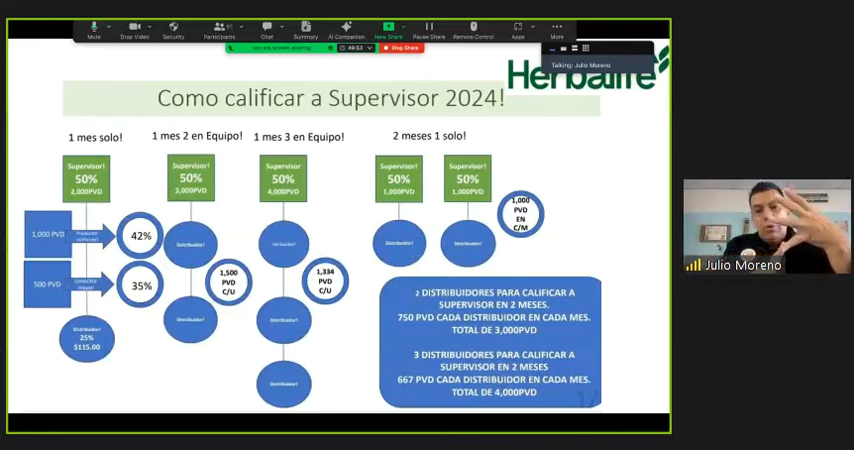 Mute
Stop Video
Security
Participants
Chat
Summary
AI Companion
New Share
Pause Share
Remote Control
Apps
More
Stop Share
Talking: Julio Moreno
Herbalife
Como calificar a Supervisor 2024!
1 mes solo!
1 mes 2 en Equipo!
1 mes 3 en Equipo!
2 meses 1 solo!
Supervisor!
50%
2,000PVD
Supervisor!
50%
3,000PVD
Supervisor
50%
4,000PVD
Supervisor!
50%
1,000PVD
Supervisor!
50%
1,000PVD
1,000
PVD
EN
C/M
1,000 PVD
42%
500 PVD
35%
Distribuidor!
25%
$115.00
Distribuidor!
Distribuidor!
1,500
PVD
C/U
Distribuidor!
Distribuidor!
1,334
PVD
C/U
Distribuidor!
Distribuidor!
2 DISTRIBUIDORES PARA CALIFICAR A
SUPERVISOR EN 2 MESES.
750 PVD CADA DISTRIBUIDOR EN CADA MES.
TOTAL DE 3,000PVD
3 DISTRIBUIDORES PARA CALIFICAR A
SUPERVISOR EN 2 MESES
667 PVD CADA DISTRIBUIDOR EN CADA MES.
TOTAL DE 4,000PVD
Julio Moreno